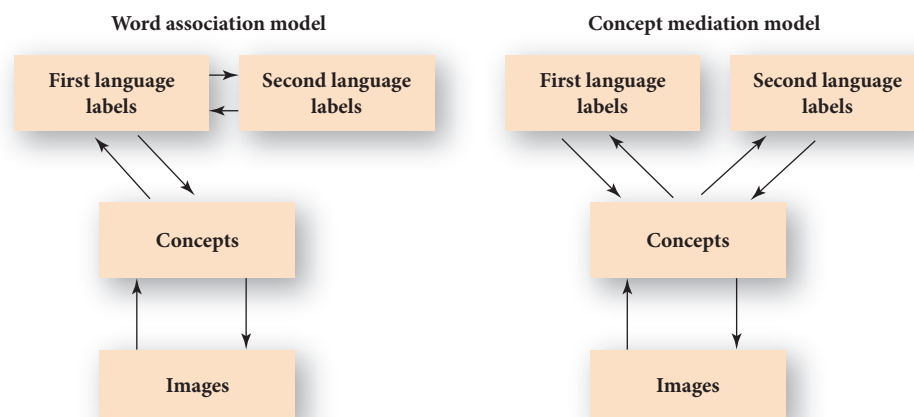 Word association model
First language
labels
Second language
labels
Concepts
Images
Concept mediation model
First language
labels
Second language
labels
Concepts
Images